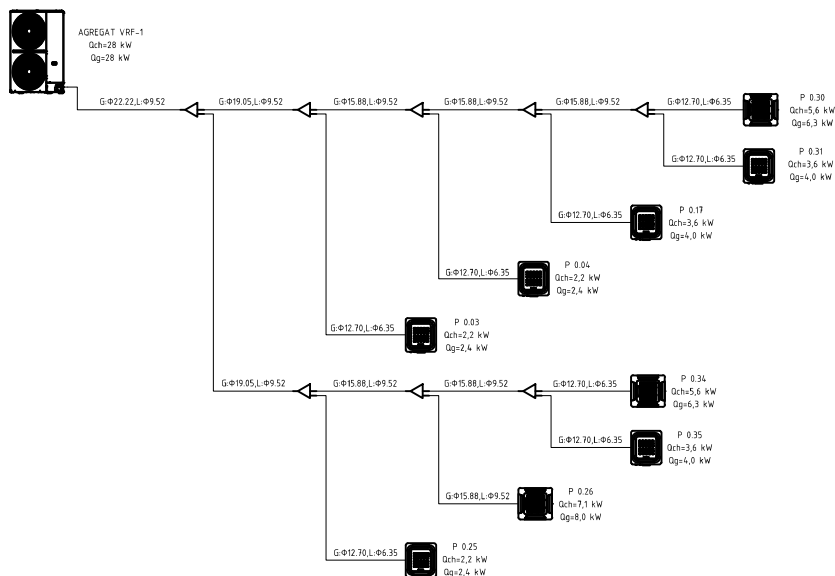 AGREGAT VRF-1
Qch=28 kW
Qg=28 kW
G:Φ22.22,L:Φ9.52
G:Φ19.05,L:Φ9.52
G:Φ15.88,L:Φ9.52
G:Φ15.88,L:Φ9.52
G:Φ15.88,L:Φ9.52
G:Φ12.70,L:Φ6.35
P 0.30
Qch=5,6 kW
Qg=6,3 kW
G:Φ12.70,L:Φ6.35
P 0.31
Qch=3,6 kW
Qg=4,0 kW
G:Φ12.70,L:Φ6.35
P 0.17
Qch=3,6 kW
Qg=4,0 kW
G:Φ12.70,L:Φ6.35
P 0.04
Qch=2,2 kW
Qg=2,4 kW
G:Φ12.70,L:Φ6.35
P 0.03
Qch=2,2 kW
Qg=2,4 kW
G:Φ19.05,L:Φ9.52
G:Φ15.88,L:Φ9.52
G:Φ15.88,L:Φ9.52
G:Φ12.70,L:Φ6.35
P 0.34
Qch=5,6 kW
Qg=6,3 kW
G:Φ12.70,L:Φ6.35
P 0.35
Qch=3,6 kW
Qg=4,0 kW
G:Φ15.88,L:Φ9.52
P 0.26
Qch=7,1 kW
Qg=8,0 kW
G:Φ12.70,L:Φ6.35
P 0.25
Qch=2,2 kW
Qg=2,4 kW